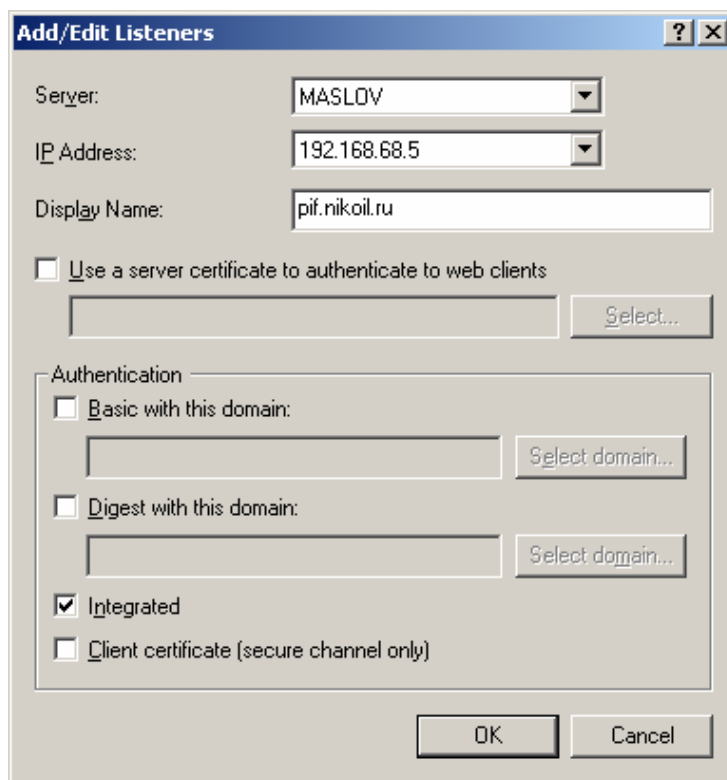 Add/Edit Listeners
Server: MASLOV
IP Address: 192.168.68.5
Display Name: pif.nikoil.ru
Use a server certificate to authenticate to web clients
Select...
Authentication
Basic with this domain:
Select domain...
Digest with this domain:
Select domain...
Integrated
Client certificate (secure channel only)
OK Cancel